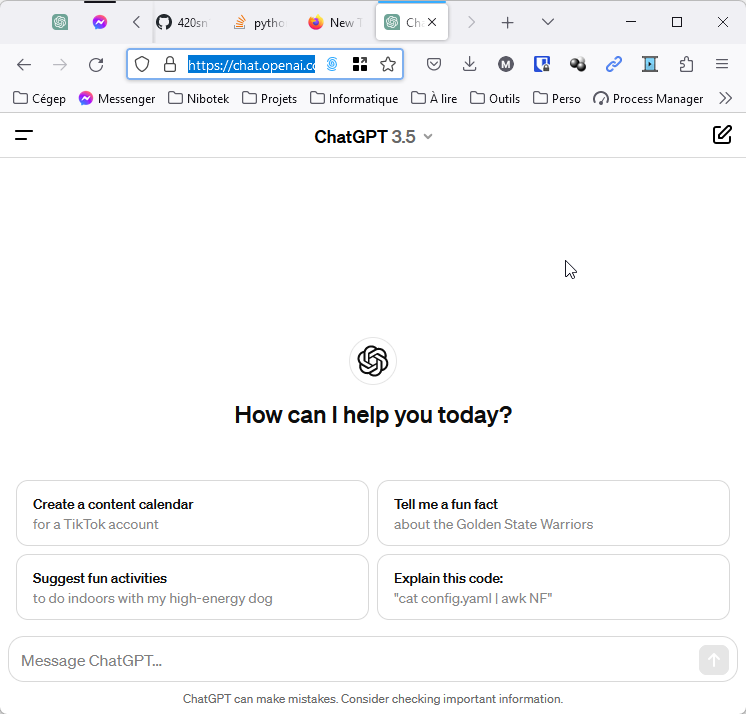 420sn
pytho
New T
Ch
https://chat.openai.co
M
Cégep
Messenger
Nibotek
Projets
Informatique
À lire
Outils
Perso
Process Manager
ChatGPT 3.5
How can I help you today?
Create a content calendar
for a TikTok account
Tell me a fun fact
about the Golden State Warriors
Suggest fun activities
to do indoors with my high-energy dog
Explain this code:
"cat config.yaml | awk NF"
Message ChatGPT...
ChatGPT can make mistakes. Consider checking important information.